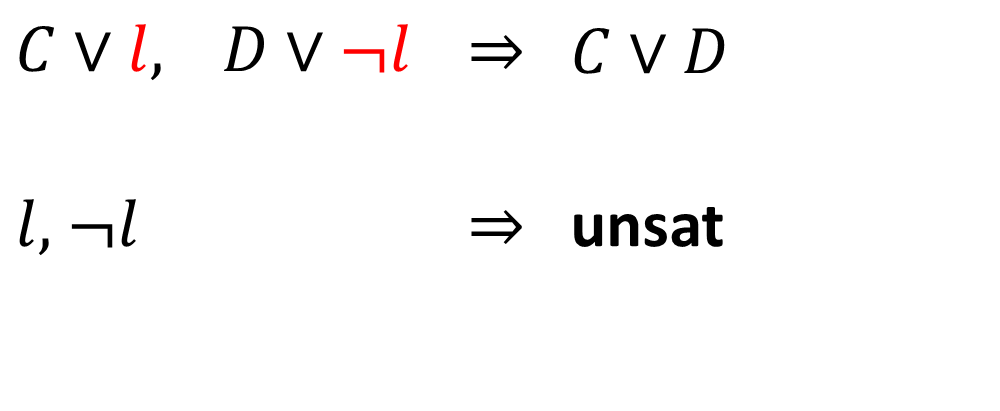 C ∨ l, D ∨ ¬l ⇒ C ∨ D
l, ¬l ⇒ unsat